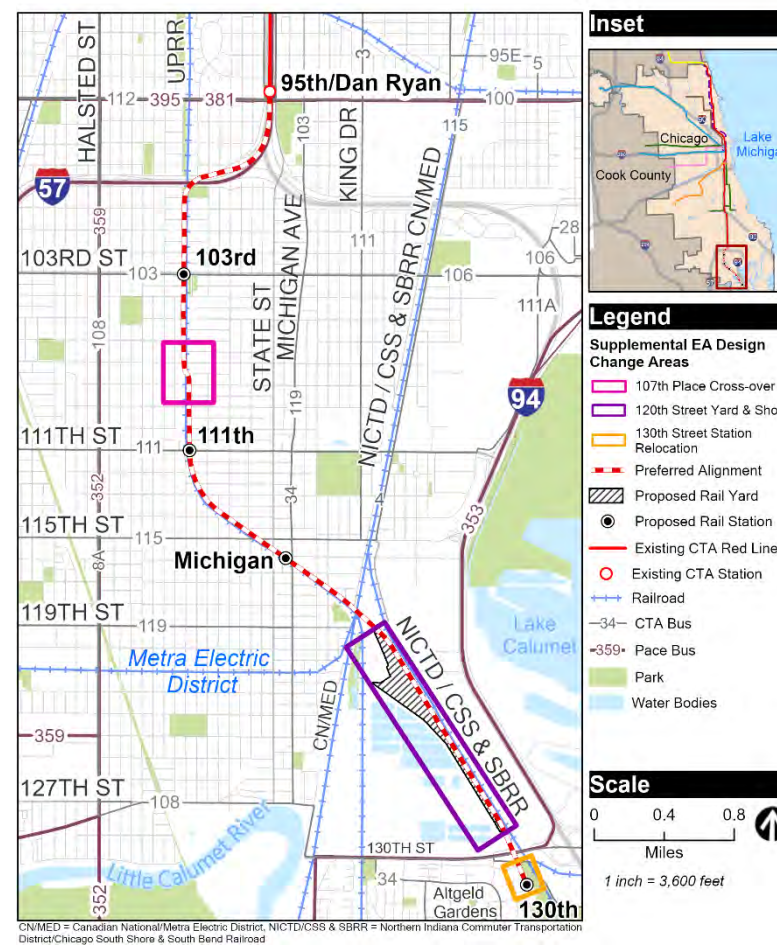 HALSTED ST
UPRR
3
95E
5
95th/Dan Ryan
112
395
381
100
103
KING DR
115
57
359
MICHIGAN AVE
STATE ST
NICTD / CSS & SBRR CN/MED
111
28
103RD ST
103
103rd
106
106
111A
108
94
119
111TH ST
111
111th
352
34
353
115TH ST
115
8A
Michigan
119TH ST
119
Lake
Calumet
Metra Electric
District
NICTD / CSS & SBRR
CN/MED
359
127TH ST
108
130TH ST
Little Calumet River
34
352
Altgeld
Gardens
130th
CN/MED = Canadian National/Metra Electric District, NICTD/CSS & SBRR = Northern Indiana Commuter Transportation
District/Chicago South Shore & South Bend Railroad
Inset
Chicago
Lake
Michiga
Cook County
Legend
Supplemental EA Design
Change Areas
107th Place Cross-over
120th Street Yard & Sho
130th Street Station
Relocation
Preferred Alignment
Proposed Rail Yard
Proposed Rail Station
Existing CTA Red Line
Existing CTA Station
Railroad
34 CTA Bus
359 Pace Bus
Park
Water Bodies
Scale
0 0.4 0.8
Miles
1 inch = 3,600 feet